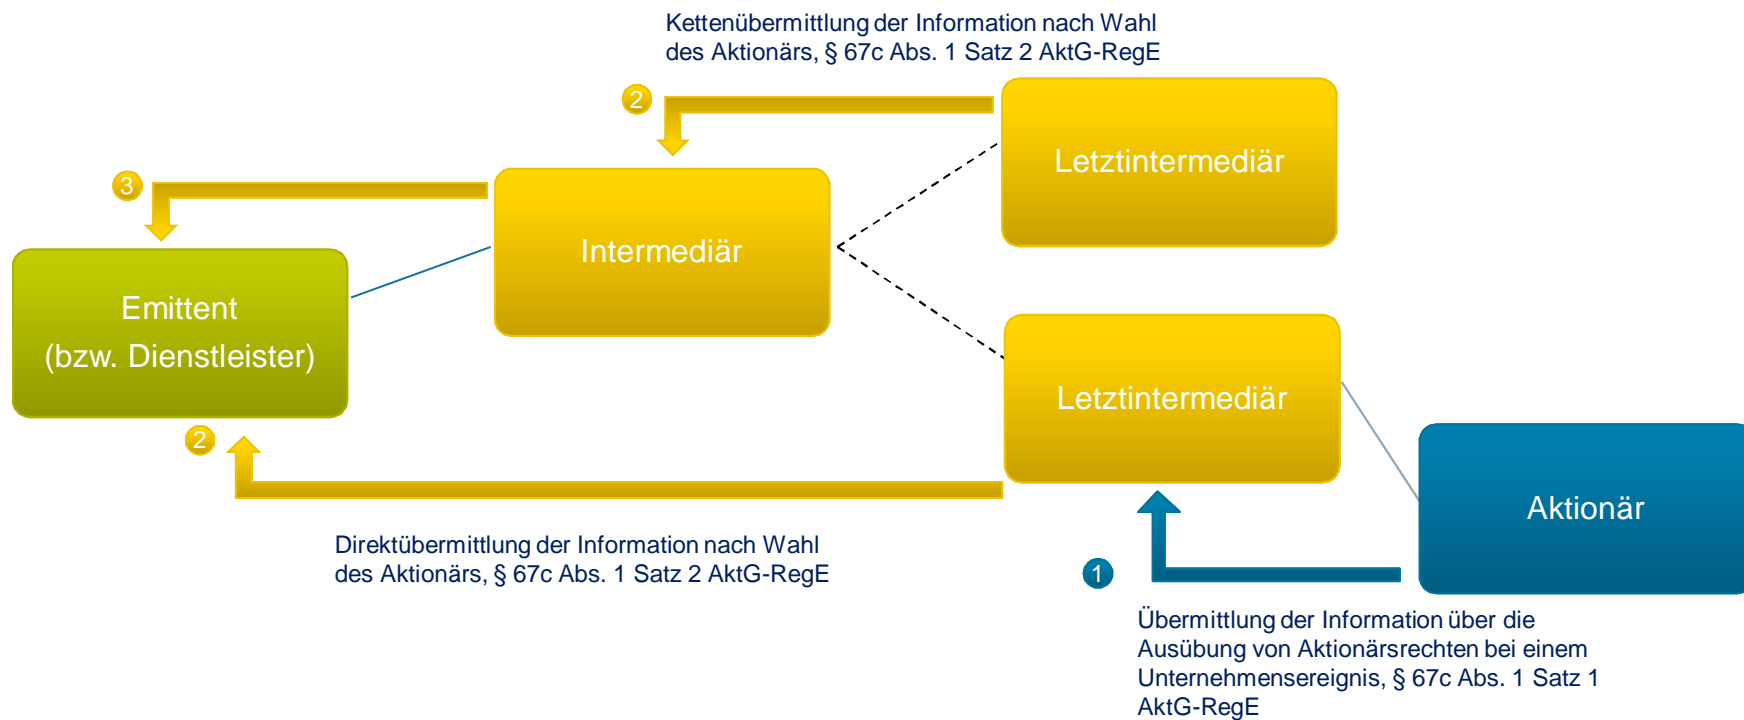 Kettenübermittlung der Information nach Wahl
des Aktionärs, § 67c Abs. 1 Satz 2 AktG-RegE
2
Letztintermediär
3
Intermediär
Emittent
(bzw. Dienstleister)
Letztintermediär
2
Aktionär
Direktübermittlung der Information nach Wahl
des Aktionärs, § 67c Abs. 1 Satz 2 AktG-RegE
1
Übermittlung der Information über die
Ausübung von Aktionärsrechten bei einem
Unternehmensereignis, § 67c Abs. 1 Satz 1
AktG-RegE